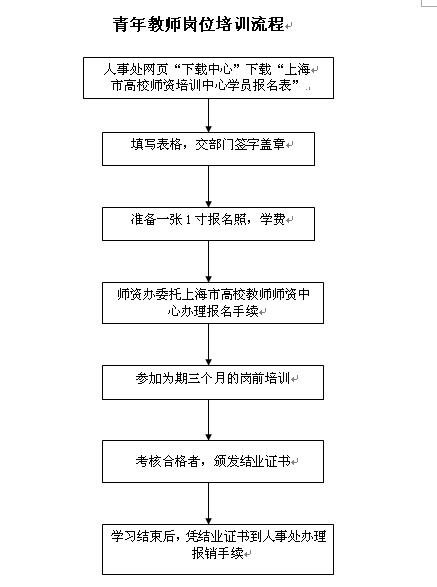 青年教师岗位培训流程
人事处网页“下载中心”下载“上海
市高校师资培训中心学员报名表”
填写表格，交部门签字盖章
准备一张1寸报名照，学费
师资办委托上海市高校教师师资中
心办理报名手续
参加为期三个月的岗前培训
考核合格者，颁发结业证书
学习结束后，凭结业证书到人事处办理
报销手续